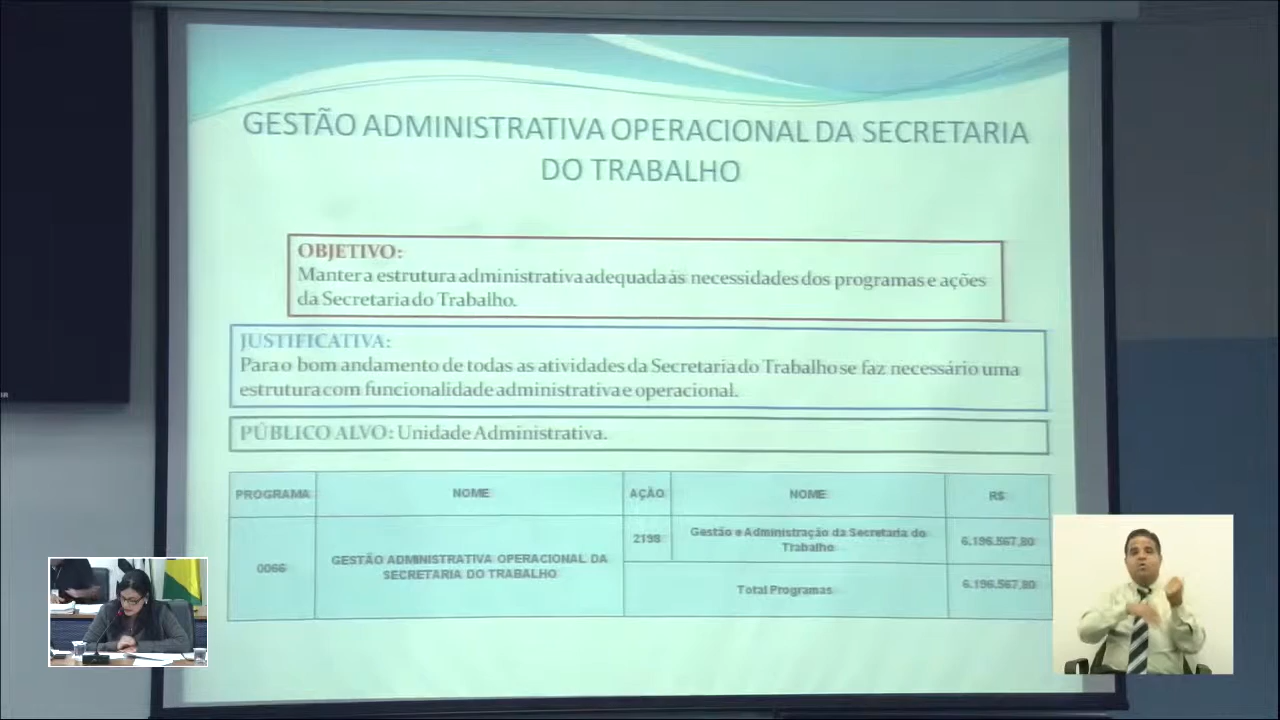 GESTÃO ADMINISTRATIVA OPERACIONAL DA SECRETARIA
DO TRABALHO
OBJETIVO:
Manter a estrutura administrativa adequada às necessidades dos programas e ações
da Secretaria do Trabalho.
JUSTIFICATIVA:
Para o bom andamento de todas as atividades da Secretaria do Trabalho se faz necessário uma
estrutura com funcionalidade administrativa e operacional.
PÚBLICO ALVO: Unidade Administrativa.
PROGRAMA NOME AÇÃO NOME R$
0066 GESTÃO ADMINISTRATIVA OPERACIONAL DA
SECRETARIA DO TRABALHO
2198 Gestão e Administração da Secretaria do
Trabalho
6.196.567,80
Total Programas 6.196.567,80